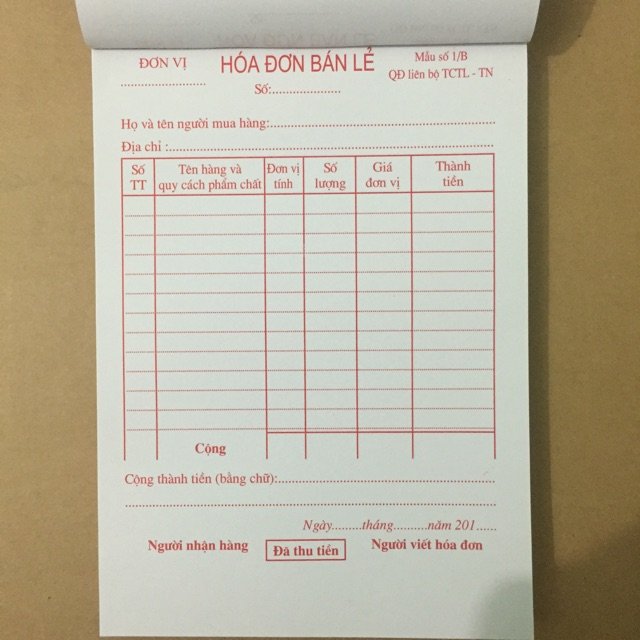 ĐƠN VỊ HÓA ĐƠN BÁN LẺ Mẫu số 1/B
.................... Số:.................... QĐ liên bộ TCTL - TN
Họ và tên người mua hàng:............................................................
Địa chỉ :............................................................
Số TT
Tên hàng và quy cách phẩm chất
Đơn vị tính
Số lượng
Giá đơn vị
Thành tiền
Cộng
Cộng thành tiền (bằng chữ):............................................................
Ngày.........tháng..........năm 201......
Người nhận hàng Đã thu tiền Người viết hóa đơn